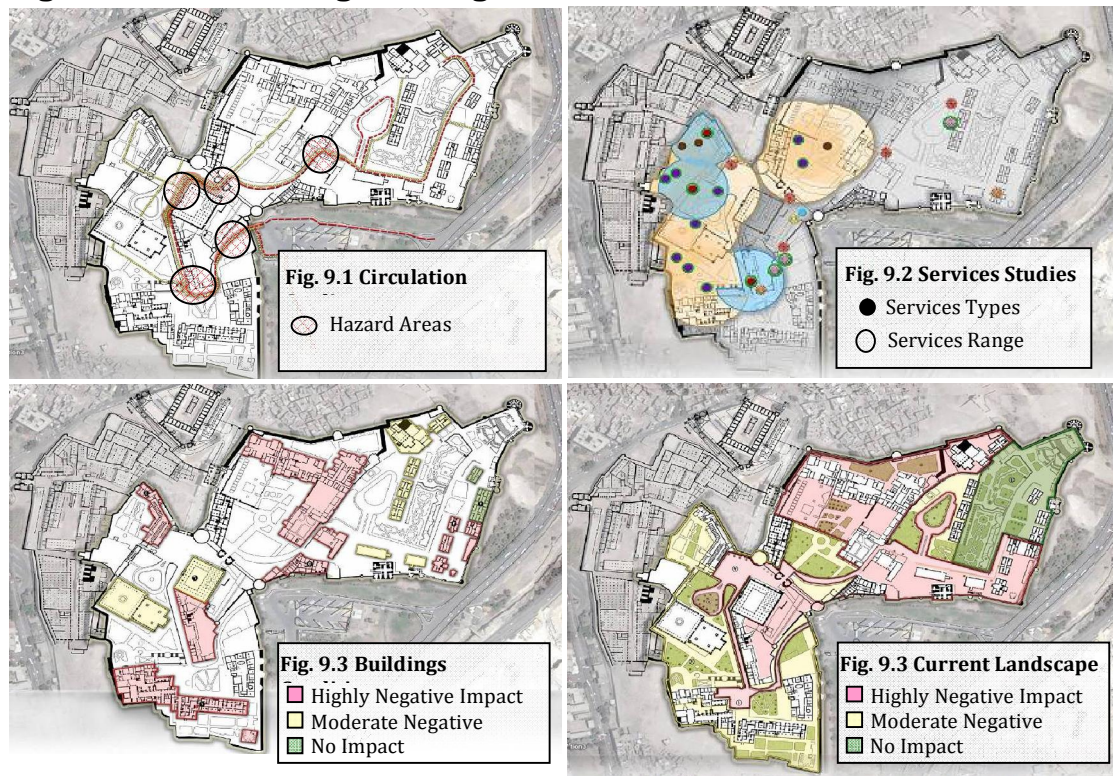 Fig. 9.1 Circulation
Hazard Areas
Fig. 9.2 Services Studies
Services Types
Services Range
Fig. 9.3 Buildings
Highly Negative Impact
Moderate Negative
No Impact
Fig. 9.3 Current Landscape
Highly Negative Impact
Moderate Negative
No Impact